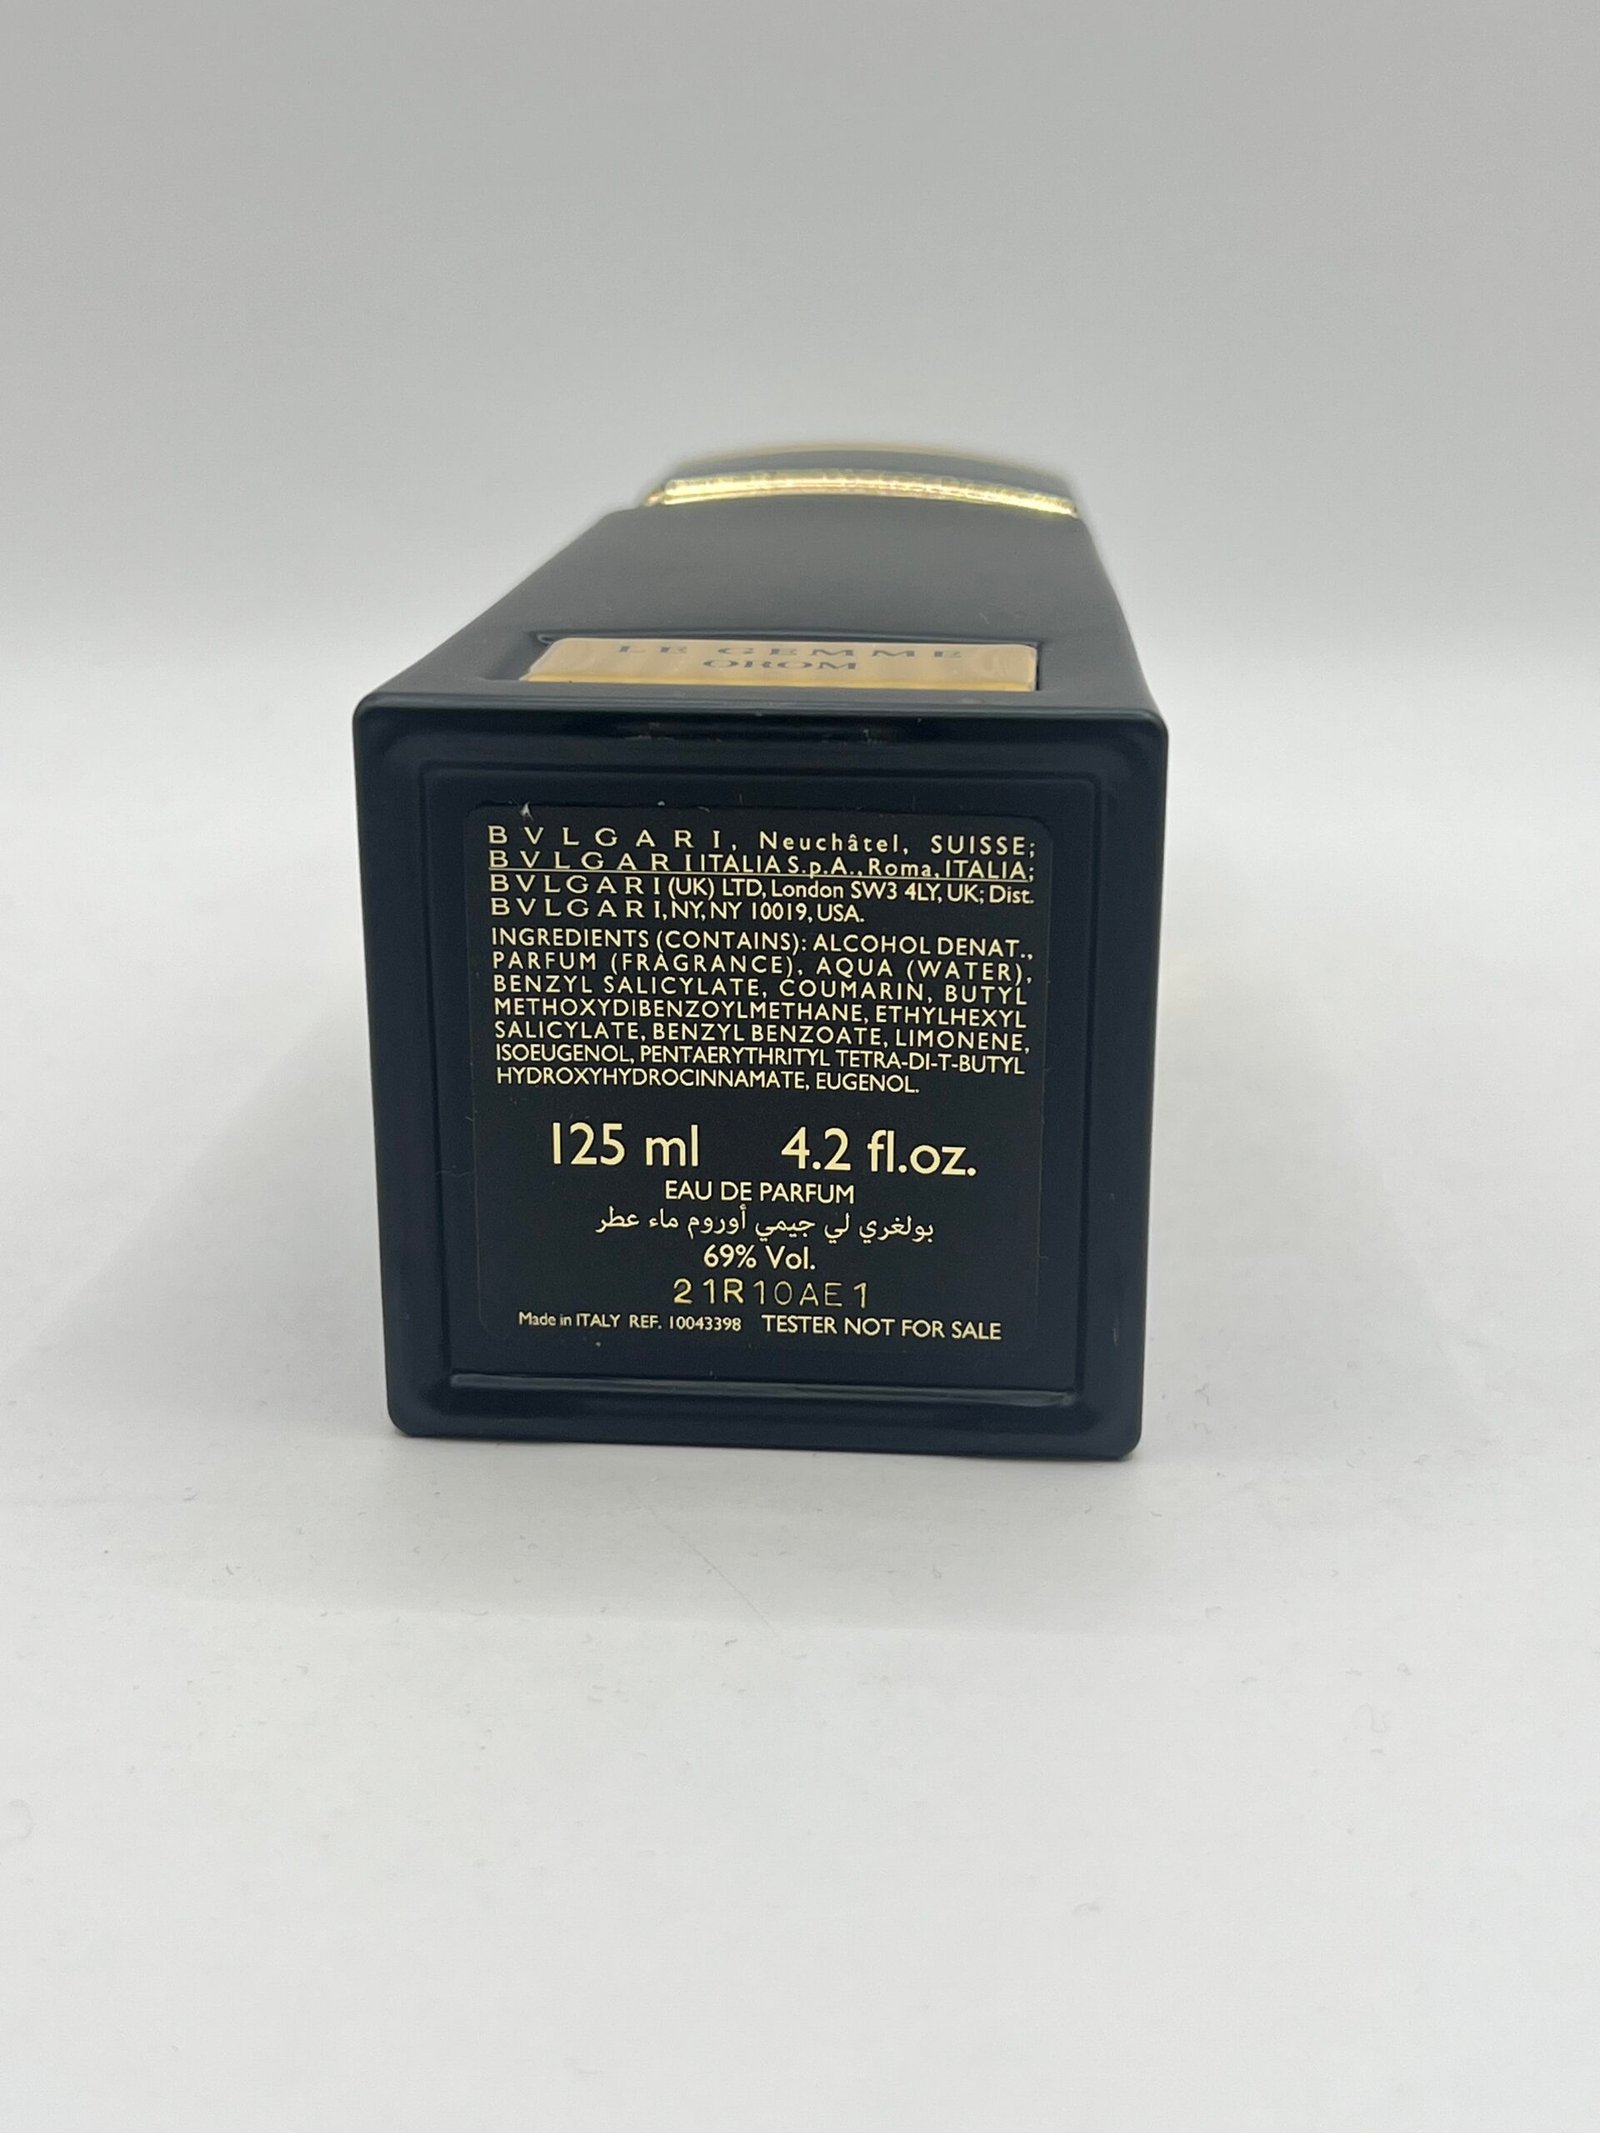 LE GEMME
OROM
BVLGARI, Neuchâtel, SUISSE;
BVLGARI ITALIA S.p.A., Roma, ITALIA;
BVLGARI (UK) LTD, London SW3 4LY, UK; Dist.
BVLGARI, NY, NY 10019, USA.
INGREDIENTS (CONTAINS): ALCOHOL DENAT.,
PARFUM (FRAGRANCE), AQUA (WATER),
BENZYL SALICYLATE, COUMARIN, BUTYL
METHOXYDIBENZOYLMETHANE, ETHYLHEXYL
SALICYLATE, BENZYL BENZOATE, LIMONENE,
ISOEUGENOL, PENTAERYTHRITYL TETRA-DI-T-BUTYL
HYDROXYHYDROCINNAMATE, EUGENOL.
125 ml 4.2 fl.oz.
EAU DE PARFUM
بولغري لي جيمي أوروم ماء عطر
69% Vol.
21R10AE1
Made in ITALY REF. 10043398 TESTER NOT FOR SALE